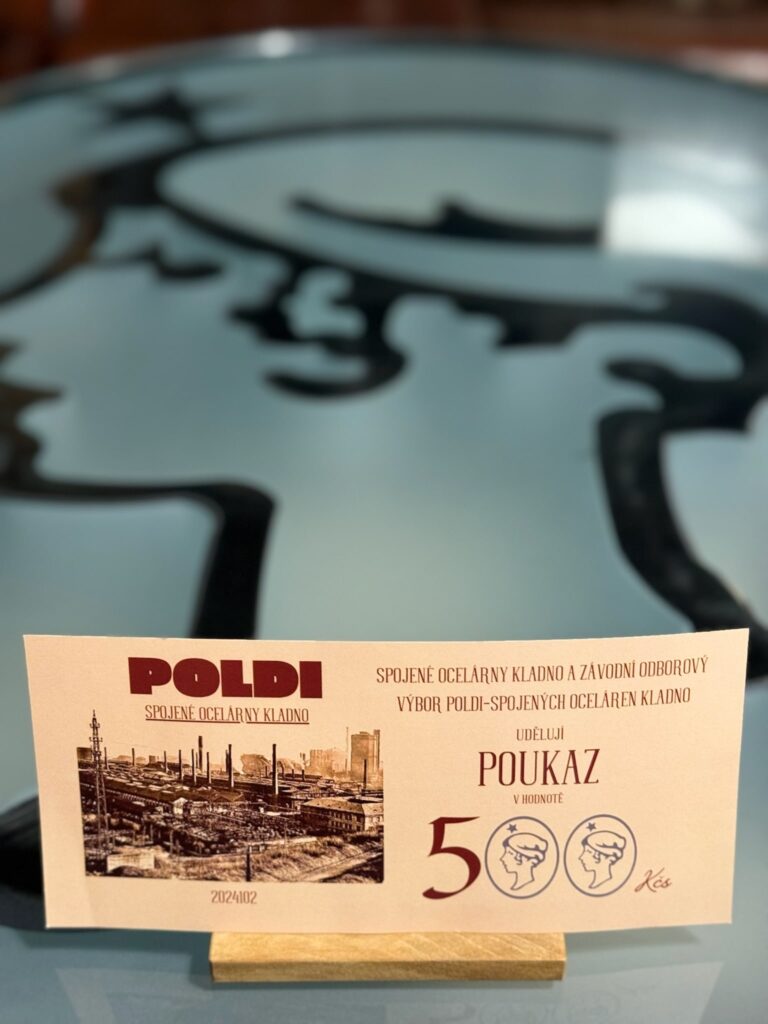 POLDI
SPOJENÉ OCELÁRNY KLADNO
2024102
SPOJENÉ OCELÁRNY KLADNO A ZÁVODNÍ ODBOROVÝ
VÝBOR POLDI-SPOJENÝCH OCELÁREN KLADNO
UDĚLUJÍ
POUKAZ
V HODNOTĚ
500 Kčs